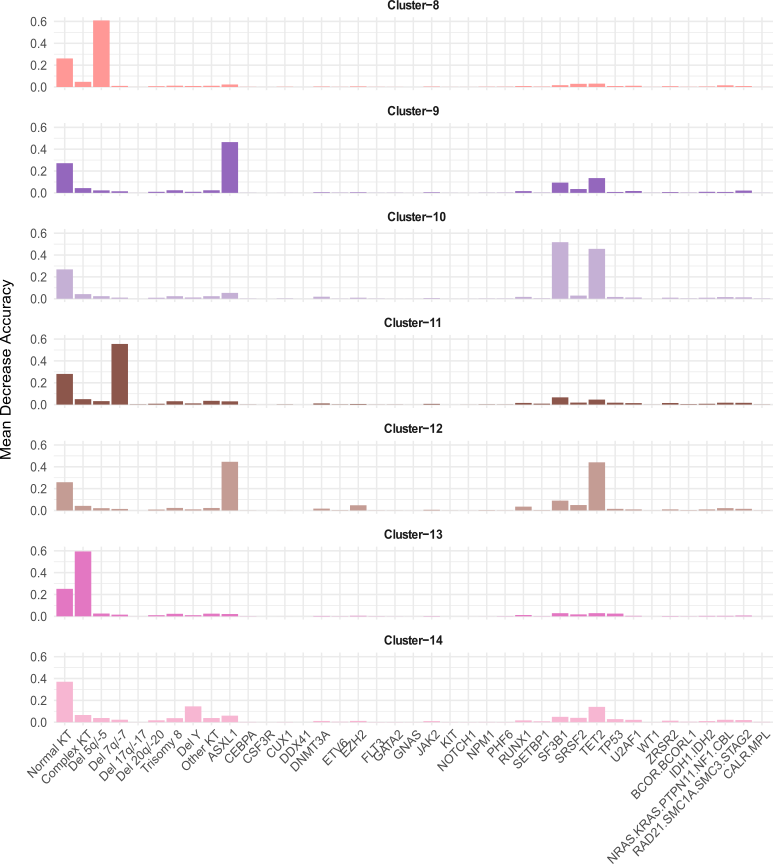 Cluster−8
0.6
0.4
0.2
0.0
Cluster−9
0.6
0.4
0.2
0.0
Cluster−10
0.6
0.4
0.2
0.0
Cluster−11
0.6
0.4
0.2
0.0
Cluster−12
0.6
0.4
0.2
0.0
Cluster−13
0.6
0.4
0.2
0.0
Cluster−14
0.6
0.4
0.2
0.0
Mean Decrease Accuracy
Normal KT
Complex KT
Del 5q/-5
Del 7q/-7
Del 17q/-17
Del 20q/-20
Trisomy 8
Del Y
Other KT
ASXL1
CEBPA
CSF3R
CUX1
DDX41
DNMT3A
ETV6
EZH2
FLT3
GATA2
GNAS
JAK2
KIT
NOTCH1
NPM1
PHF6
RUNX1
SETBP1
SF3B1
SRSF2
TET2
TP53
U2AF1
WT1
ZRSR2
BCOR.BCORL1
IDH1.IDH2
NRAS.KRAS.PTPN11.NF1.CBL
RAD21.SMC1A.SMC3.STAG2
CALR.MPL